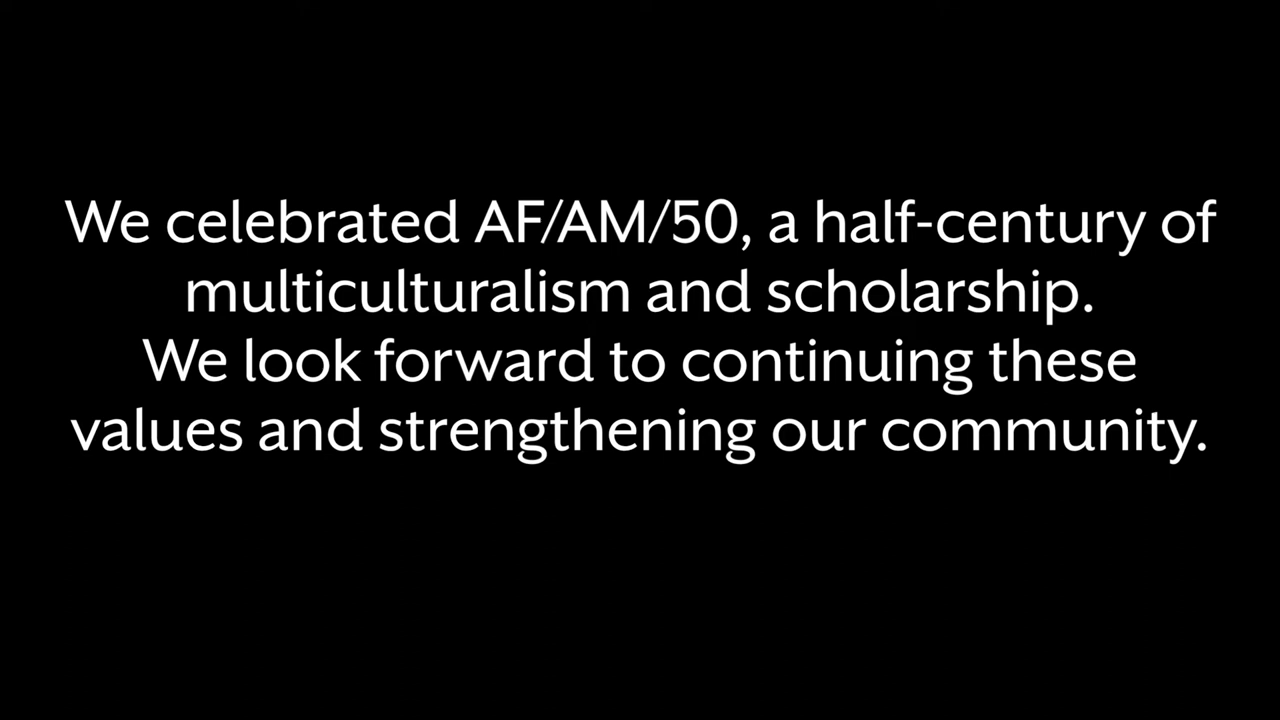 We celebrated AF/AM/50, a half-century of
multiculturalism and scholarship.
We look forward to continuing these
values and strengthening our community.